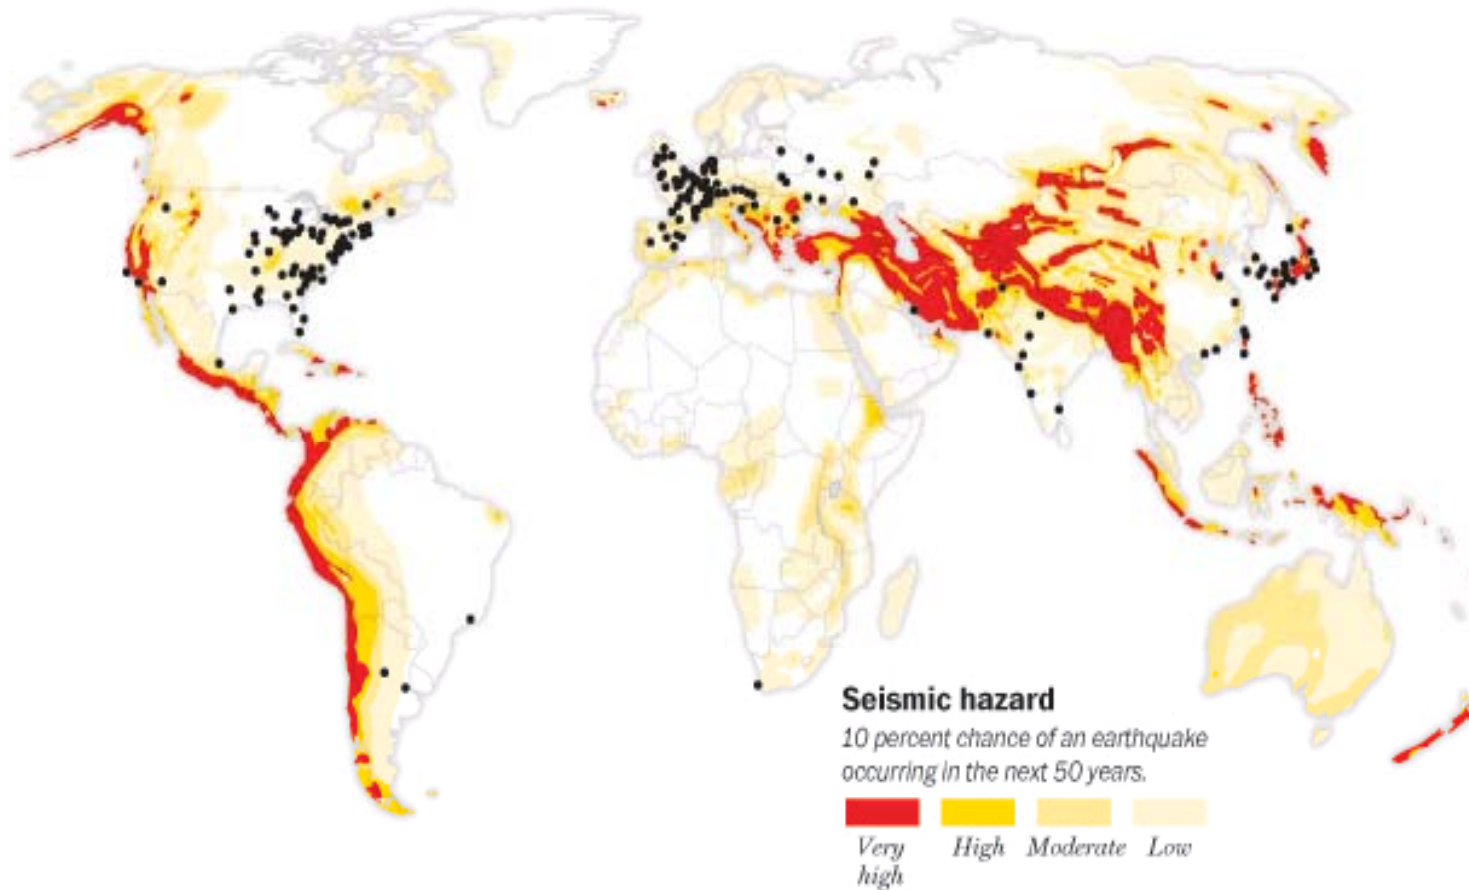 Seismic hazard
10 percent chance of an earthquake
occurring in the next 50 years.
Very high
High
Moderate
Low